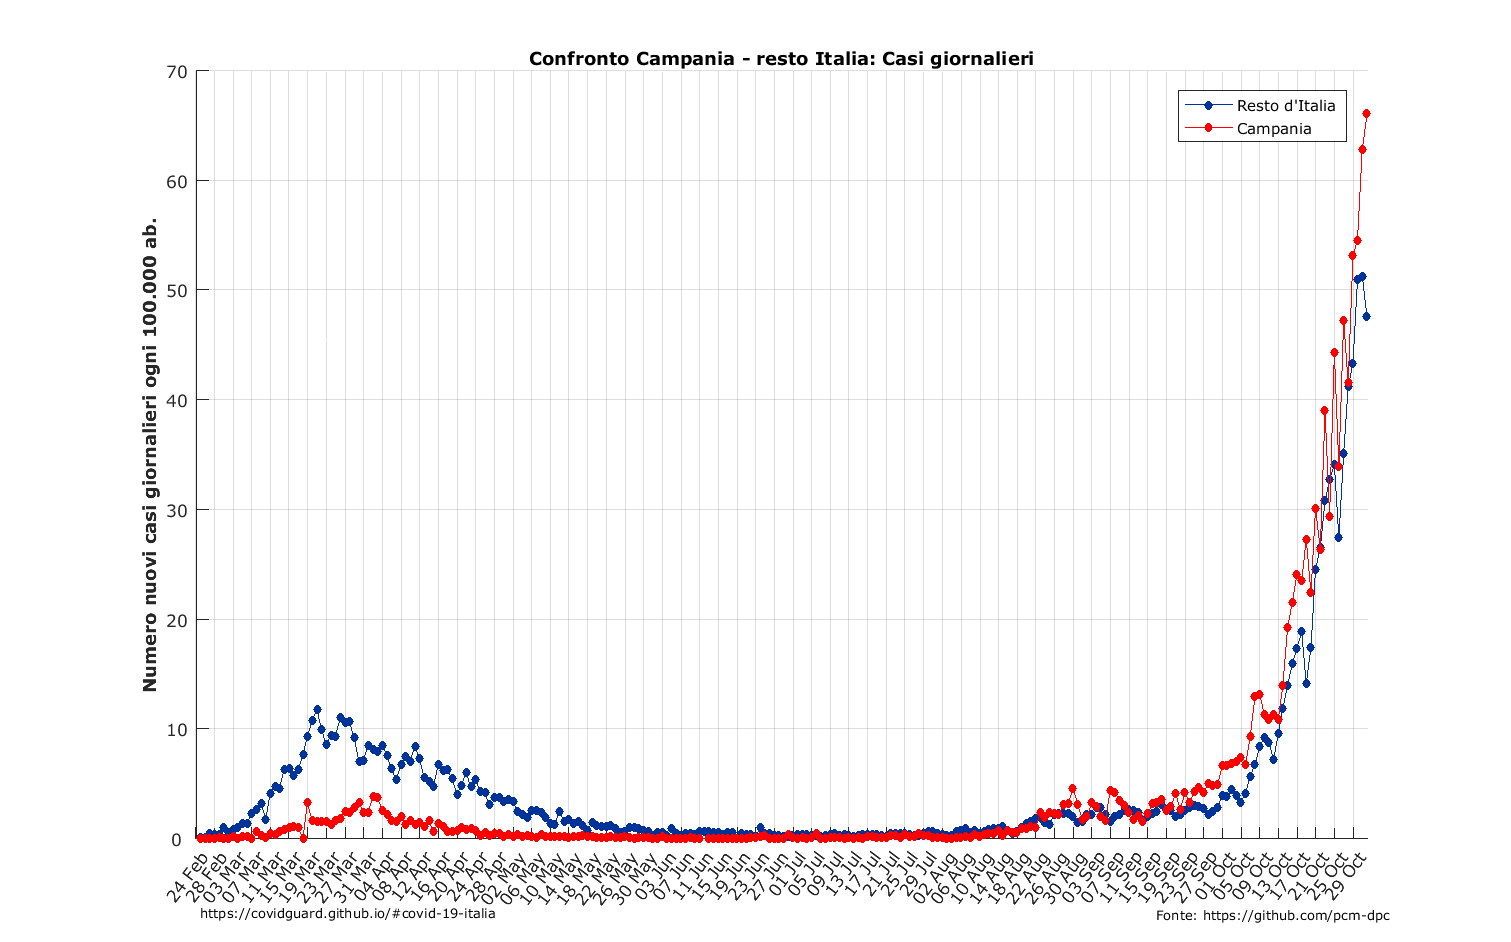 Confronto Campania - resto Italia: Casi giornalieri
Numero nuovi casi giornalieri ogni 100.000 ab.
70
60
50
40
30
20
10
0
Resto d'Italia
Campania
24 Feb
28 Feb
03 Mar
07 Mar
11 Mar
15 Mar
19 Mar
23 Mar
27 Mar
31 Mar
04 Apr
08 Apr
12 Apr
16 Apr
20 Apr
24 Apr
28 Apr
02 May
06 May
10 May
14 May
18 May
22 May
26 May
30 May
03 Jun
07 Jun
11 Jun
15 Jun
19 Jun
23 Jun
27 Jun
01 Jul
05 Jul
09 Jul
13 Jul
17 Jul
21 Jul
25 Jul
29 Jul
02 Aug
06 Aug
10 Aug
14 Aug
18 Aug
22 Aug
26 Aug
30 Aug
03 Sep
07 Sep
11 Sep
15 Sep
19 Sep
23 Sep
27 Sep
01 Oct
05 Oct
09 Oct
13 Oct
17 Oct
21 Oct
25 Oct
29 Oct
https://covidguard.github.io/#covid-19-italia
Fonte: https://github.com/pcm-dpc